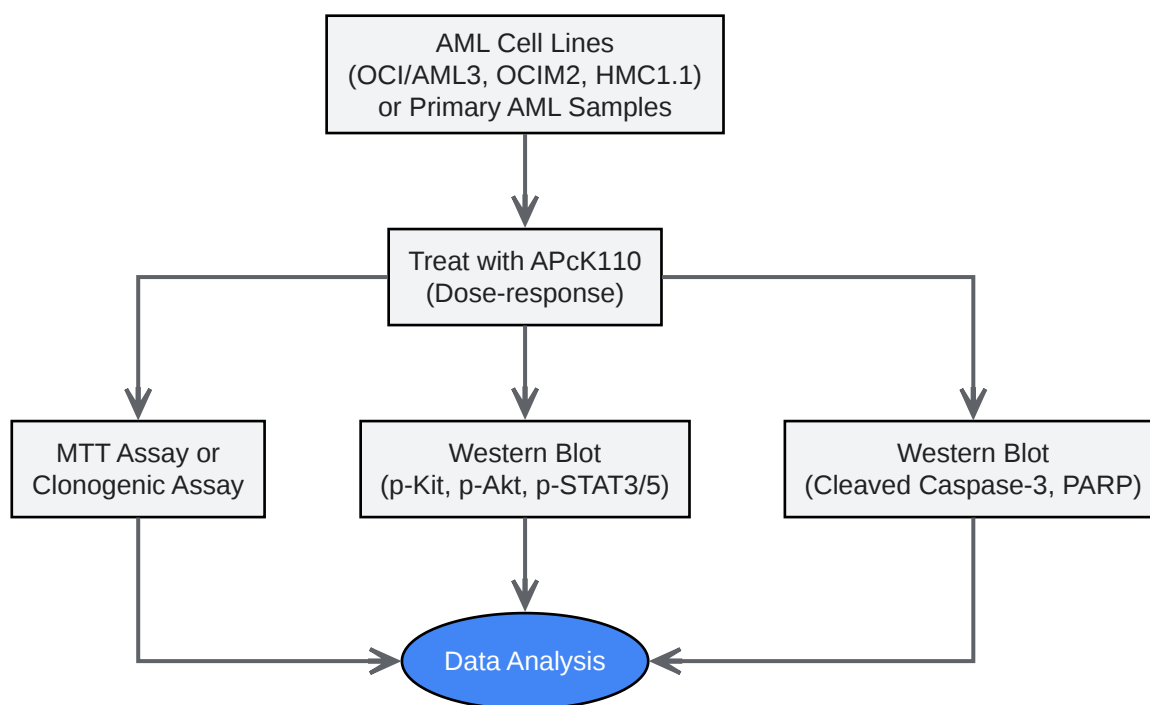 AML Cell Lines
(OCI/AML3, OCIM2, HMC1.1)
or Primary AML Samples
Treat with APcK110
(Dose-response)
MTT Assay or
Clonogenic Assay
Western Blot
(p-Kit, p-Akt, p-STAT3/5)
Western Blot
(Cleaved Caspase-3, PARP)
Data Analysis